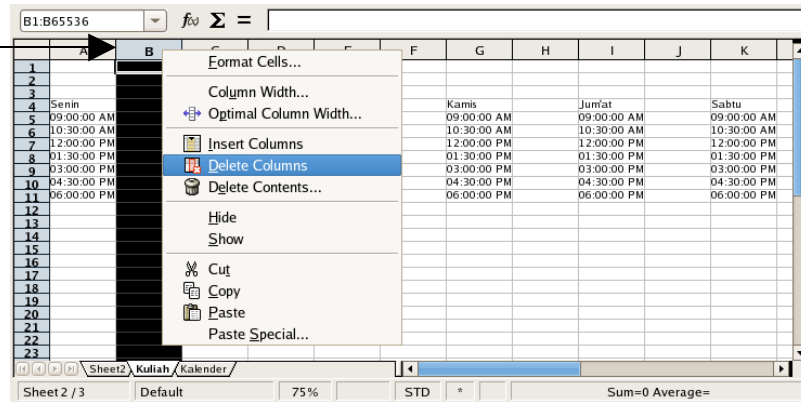 B1:B65536 f(x) Σ =
A B C D E F G H I J K
1
Format Cells...
2
3
Column Width...
4 Senin Kamis Jum'at Sabtu
5 09:00:00 AM Optimal Column Width... 09:00:00 AM 09:00:00 AM 09:00:00 AM
6 10:30:00 AM 10:30:00 AM 10:30:00 AM 10:30:00 AM
7 12:00:00 PM Insert Columns 12:00:00 PM 12:00:00 PM 12:00:00 PM
8 01:30:00 PM Delete Columns 01:30:00 PM 01:30:00 PM 01:30:00 PM
9 03:00:00 PM 03:00:00 PM 03:00:00 PM 03:00:00 PM
10 04:30:00 PM Delete Contents... 04:30:00 PM 04:30:00 PM 04:30:00 PM
11 06:00:00 PM 06:00:00 PM 06:00:00 PM 06:00:00 PM
12
Hide
13
14
Show
15
16
Cut
17
18
Copy
19
20
Paste
21
22
Paste Special...
23
Sheet2 Kuliah Kalender
Sheet 2 / 3 Default 75% STD * Sum=0 Average=